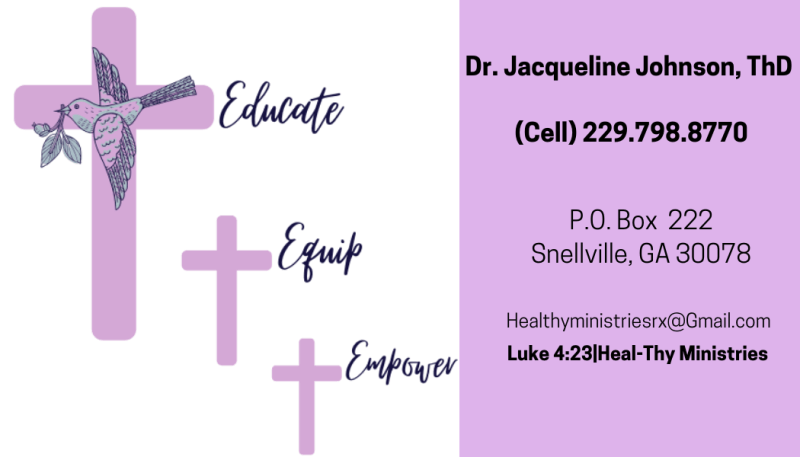 Educate
Equip
Empower
Dr. Jacqueline Johnson, ThD
(Cell) 229.798.8770
P.O. Box 222
Snellville, GA 30078
Healthyministriesrx@Gmail.com
Luke 4:23|Heal-Thy Ministries